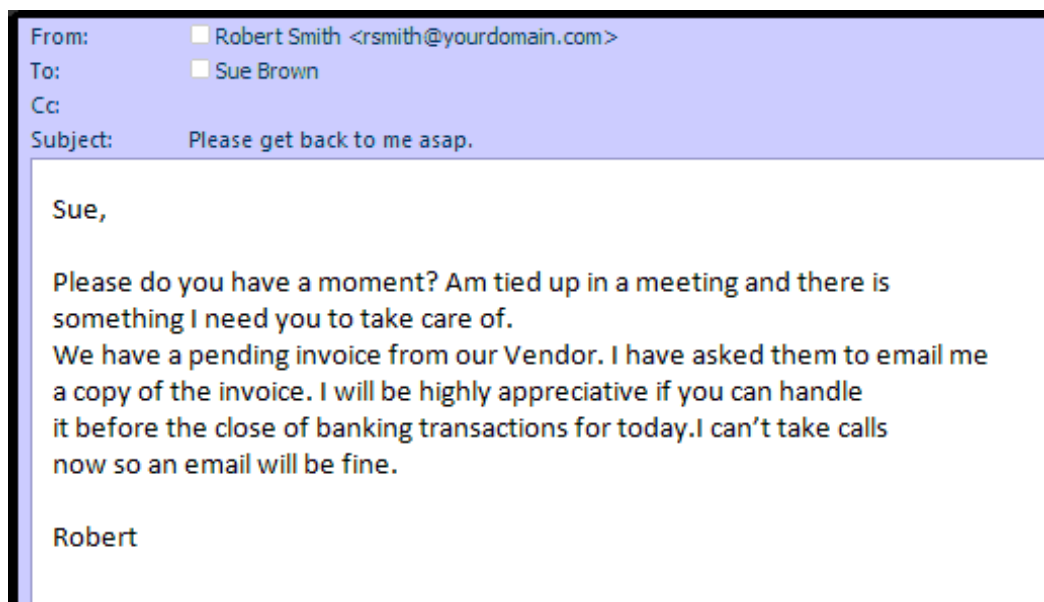 From: Robert Smith <rsmith@yourdomain.com>
To: Sue Brown
Cc:
Subject: Please get back to me asap.
Sue,
Please do you have a moment? Am tied up in a meeting and there is
something I need you to take care of.
We have a pending invoice from our Vendor. I have asked them to email me
a copy of the invoice. I will be highly appreciative if you can handle
it before the close of banking transactions for today.I can’t take calls
now so an email will be fine.
Robert